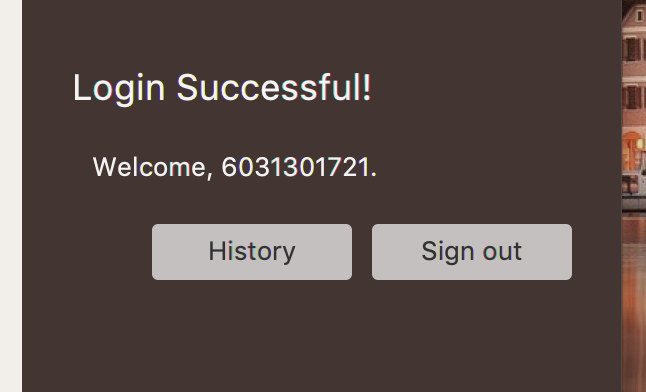 Login Successful!
Welcome, 6031301721.
History
Sign out